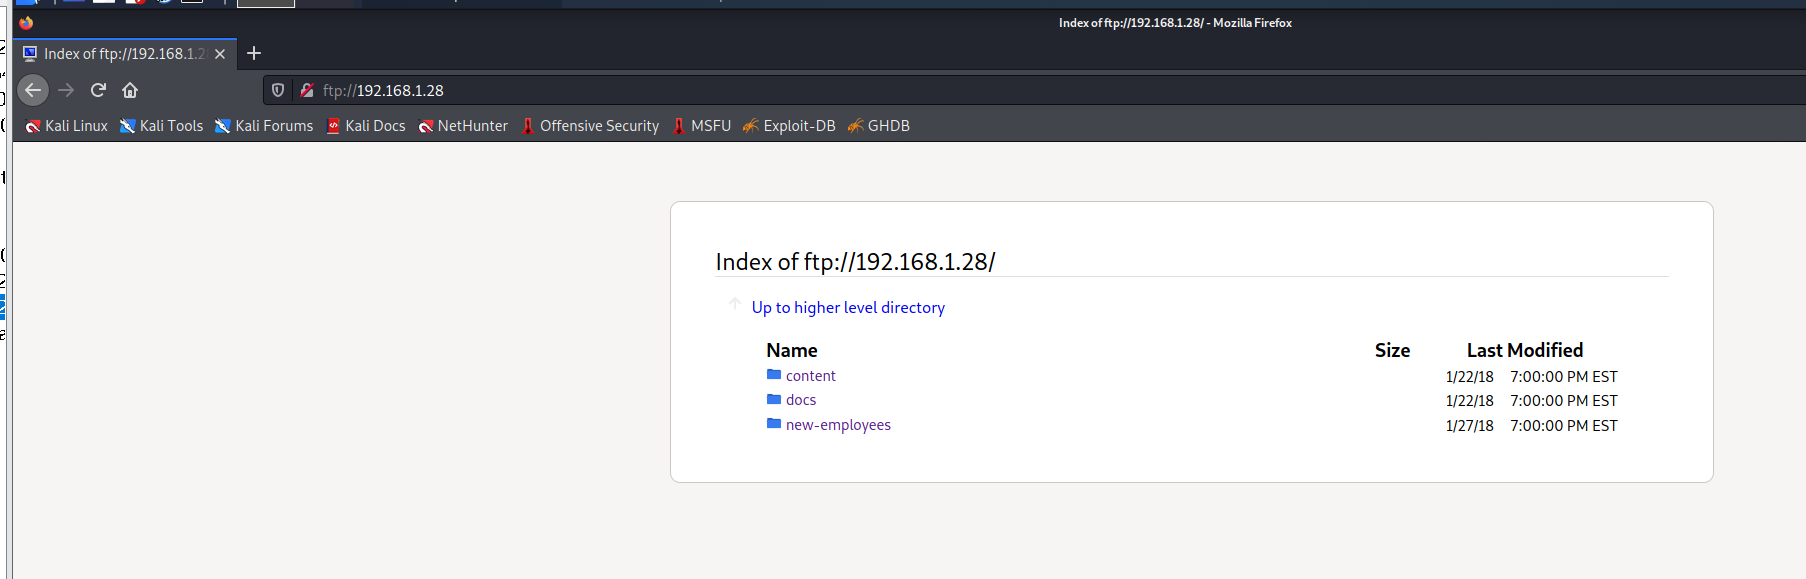 Index of ftp://192.168.1.28/ - Mozilla Firefox
Index of ftp://192.168.1.2
ftp://192.168.1.28
Kali Linux Kali Tools Kali Forums Kali Docs NetHunter Offensive Security MSFU Exploit-DB GHDB
Index of ftp://192.168.1.28/
Up to higher level directory
Name Size Last Modified
content 1/22/18 7:00:00 PM EST
docs 1/22/18 7:00:00 PM EST
new-employees 1/27/18 7:00:00 PM EST